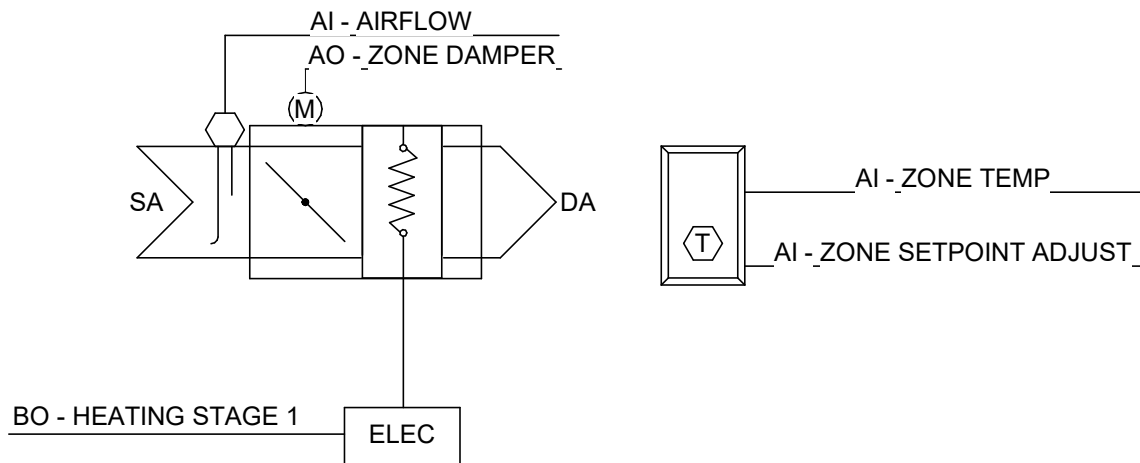 AI - AIRFLOW
AO - ZONE DAMPER
M
SA
DA
AI - ZONE TEMP
T
AI - ZONE SETPOINT ADJUST
BO - HEATING STAGE 1
ELEC